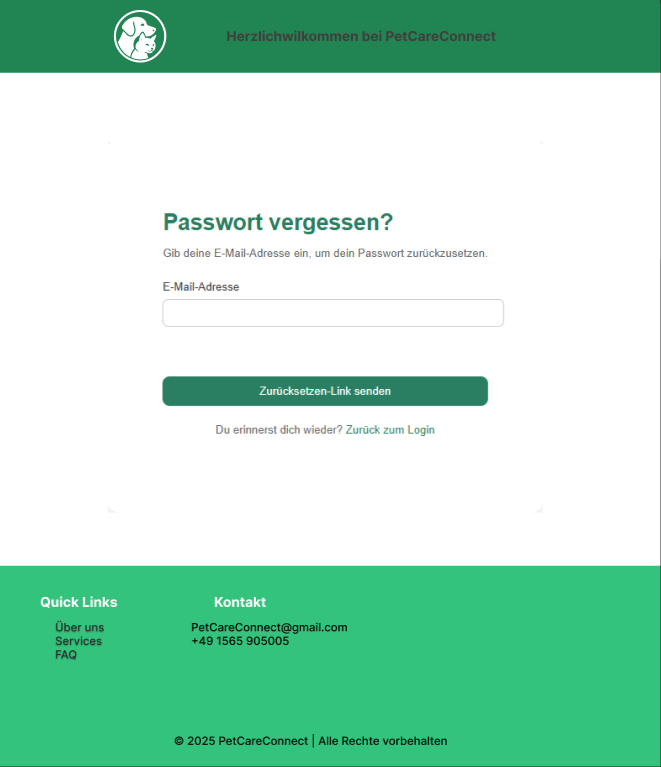 Herzlichwilkommen bei PetCareConnect
Passwort vergessen?
Gib deine E-Mail-Adresse ein, um dein Passwort zurückzusetzen.
E-Mail-Adresse
Zurücksetzen-Link senden
Du erinnerst dich wieder? Zurück zum Login
Quick Links
Über uns
Services
FAQ
Kontakt
PetCareConnect@gmail.com
+49 1565 905005
© 2025 PetCareConnect | Alle Rechte vorbehalten